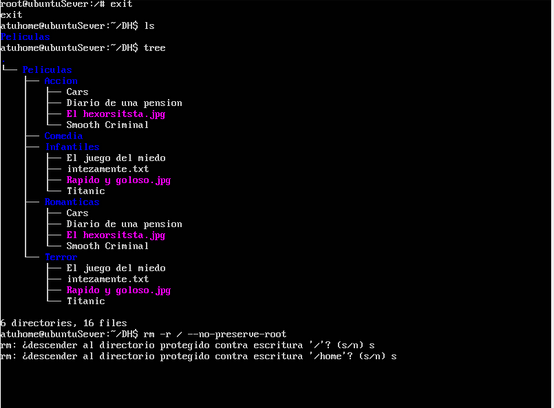 root@ubuntuSever:/# exit
exit
atuhome@ubuntuSever:~/DH$ ls
Peliculas
atuhome@ubuntuSever:~/DH$ tree
.
└── Peliculas
    ├── Accion
    │   ├── Cars
    │   ├── Diario de una pension
    │   ├── El hexorsitsta.jpg
    │   └── Smooth Criminal
    ├── Comedia
    ├── Infantiles
    │   ├── El juego del miedo
    │   ├── intezamente.txt
    │   ├── Rapido y goloso.jpg
    │   └── Titanic
    ├── Romanticas
    │   ├── Cars
    │   ├── Diario de una pension
    │   ├── El hexorsitsta.jpg
    │   └── Smooth Criminal
    └── Terror
        ├── El juego del miedo
        ├── intezamente.txt
        ├── Rapido y goloso.jpg
        └── Titanic

6 directories, 16 files
atuhome@ubuntuSever:~/DH$ rm -r / --no-preserve-root
rm: ¿descender al directorio protegido contra escritura '/'? (s/n) s
rm: ¿descender al directorio protegido contra escritura '/home'? (s/n) s